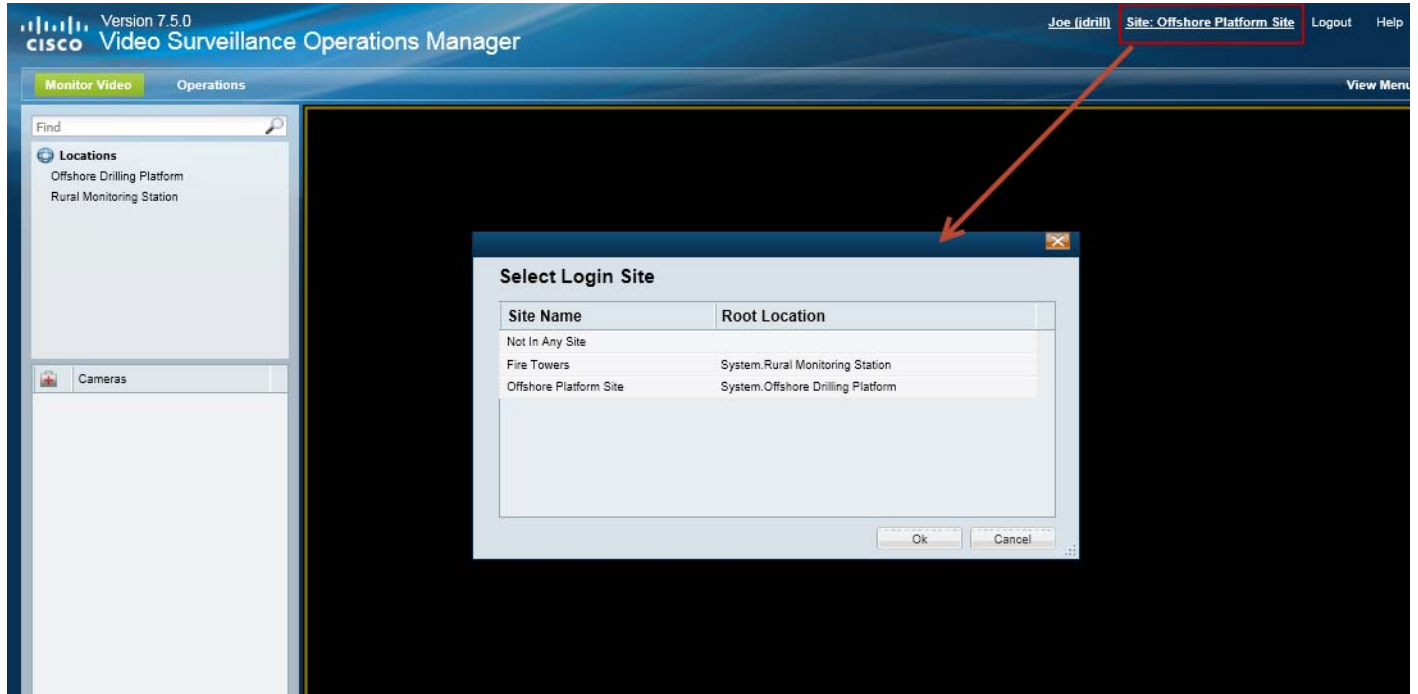 Version 7.5.0
CISCO Video Surveillance Operations Manager
Joe (jdrill) Site: Offshore Platform Site Logout Help
Monitor Video Operations View Menu
Find
Locations
Offshore Drilling Platform
Rural Monitoring Station
Cameras
Select Login Site
Site Name Root Location
Not In Any Site
Fire Towers System.Rural Monitoring Station
Offshore Platform Site System.Offshore Drilling Platform
Ok Cancel